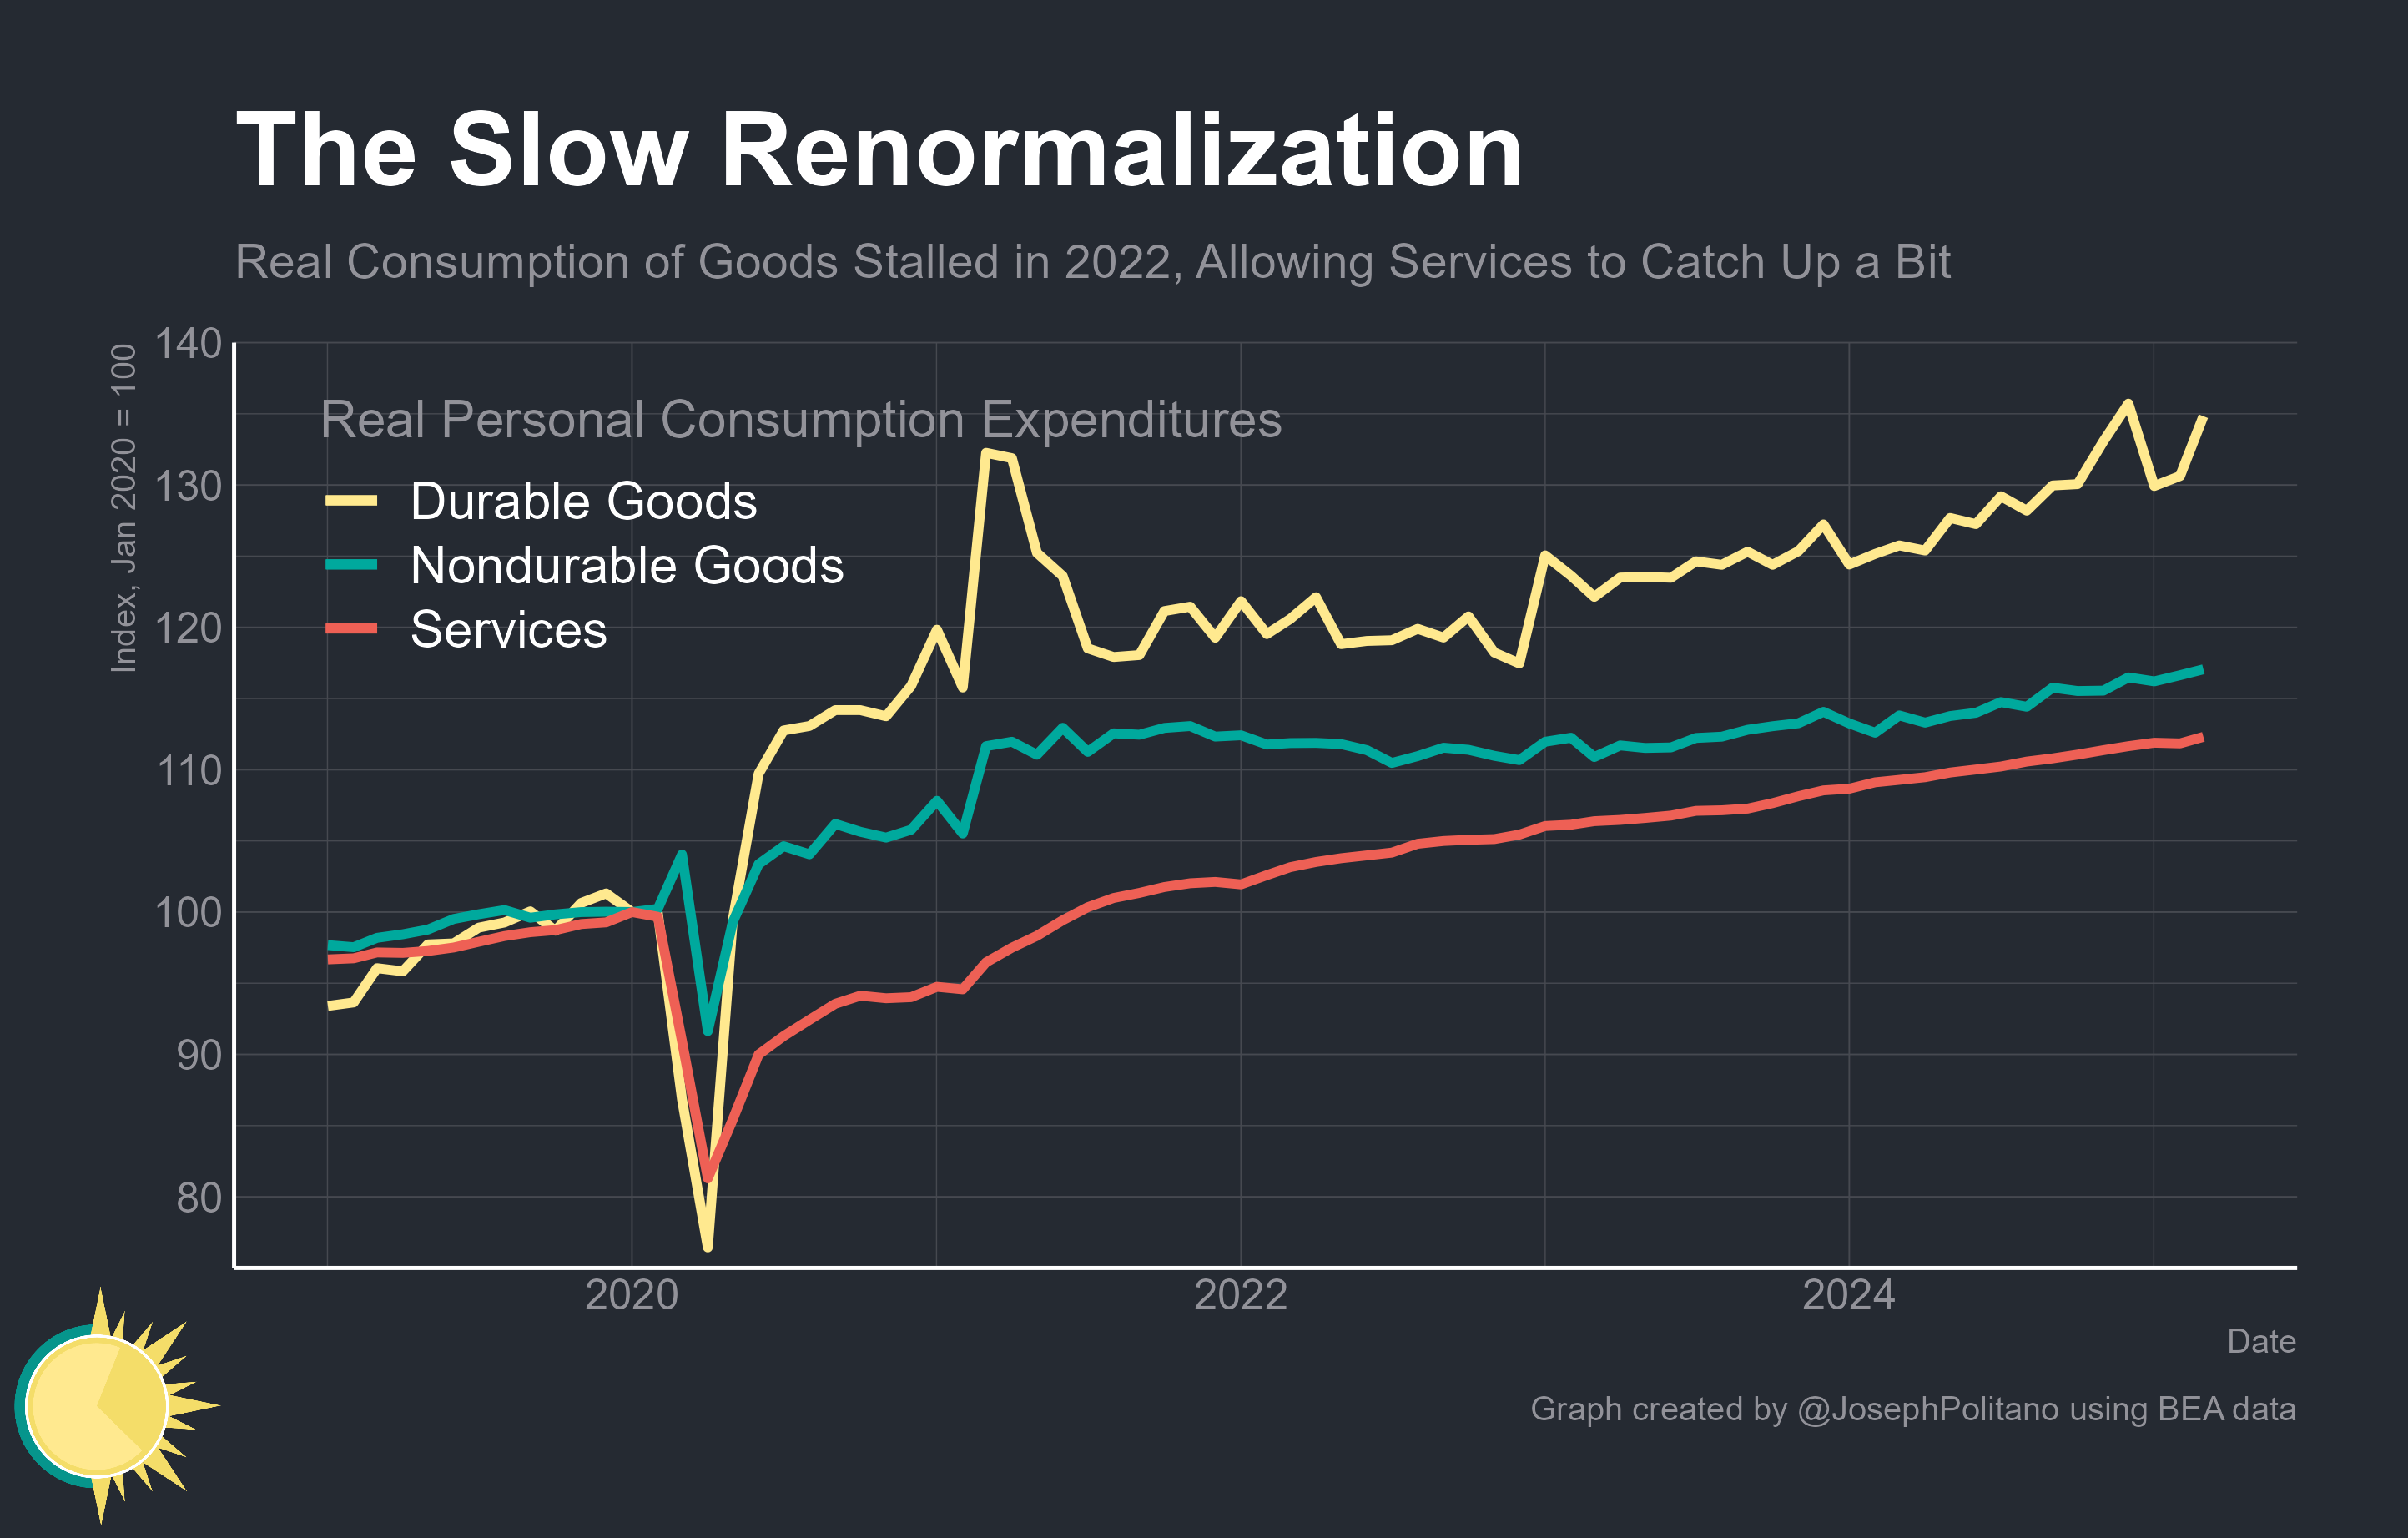 The Slow Renormalization
Real Consumption of Goods Stalled in 2022, Allowing Services to Catch Up a Bit
Index, Jan 2020 = 100
140
130
120
110
100
90
80
Real Personal Consumption Expenditures
Durable Goods
Nondurable Goods
Services
2020
2022
2024
Date
Graph created by @JosephPolitano using BEA data